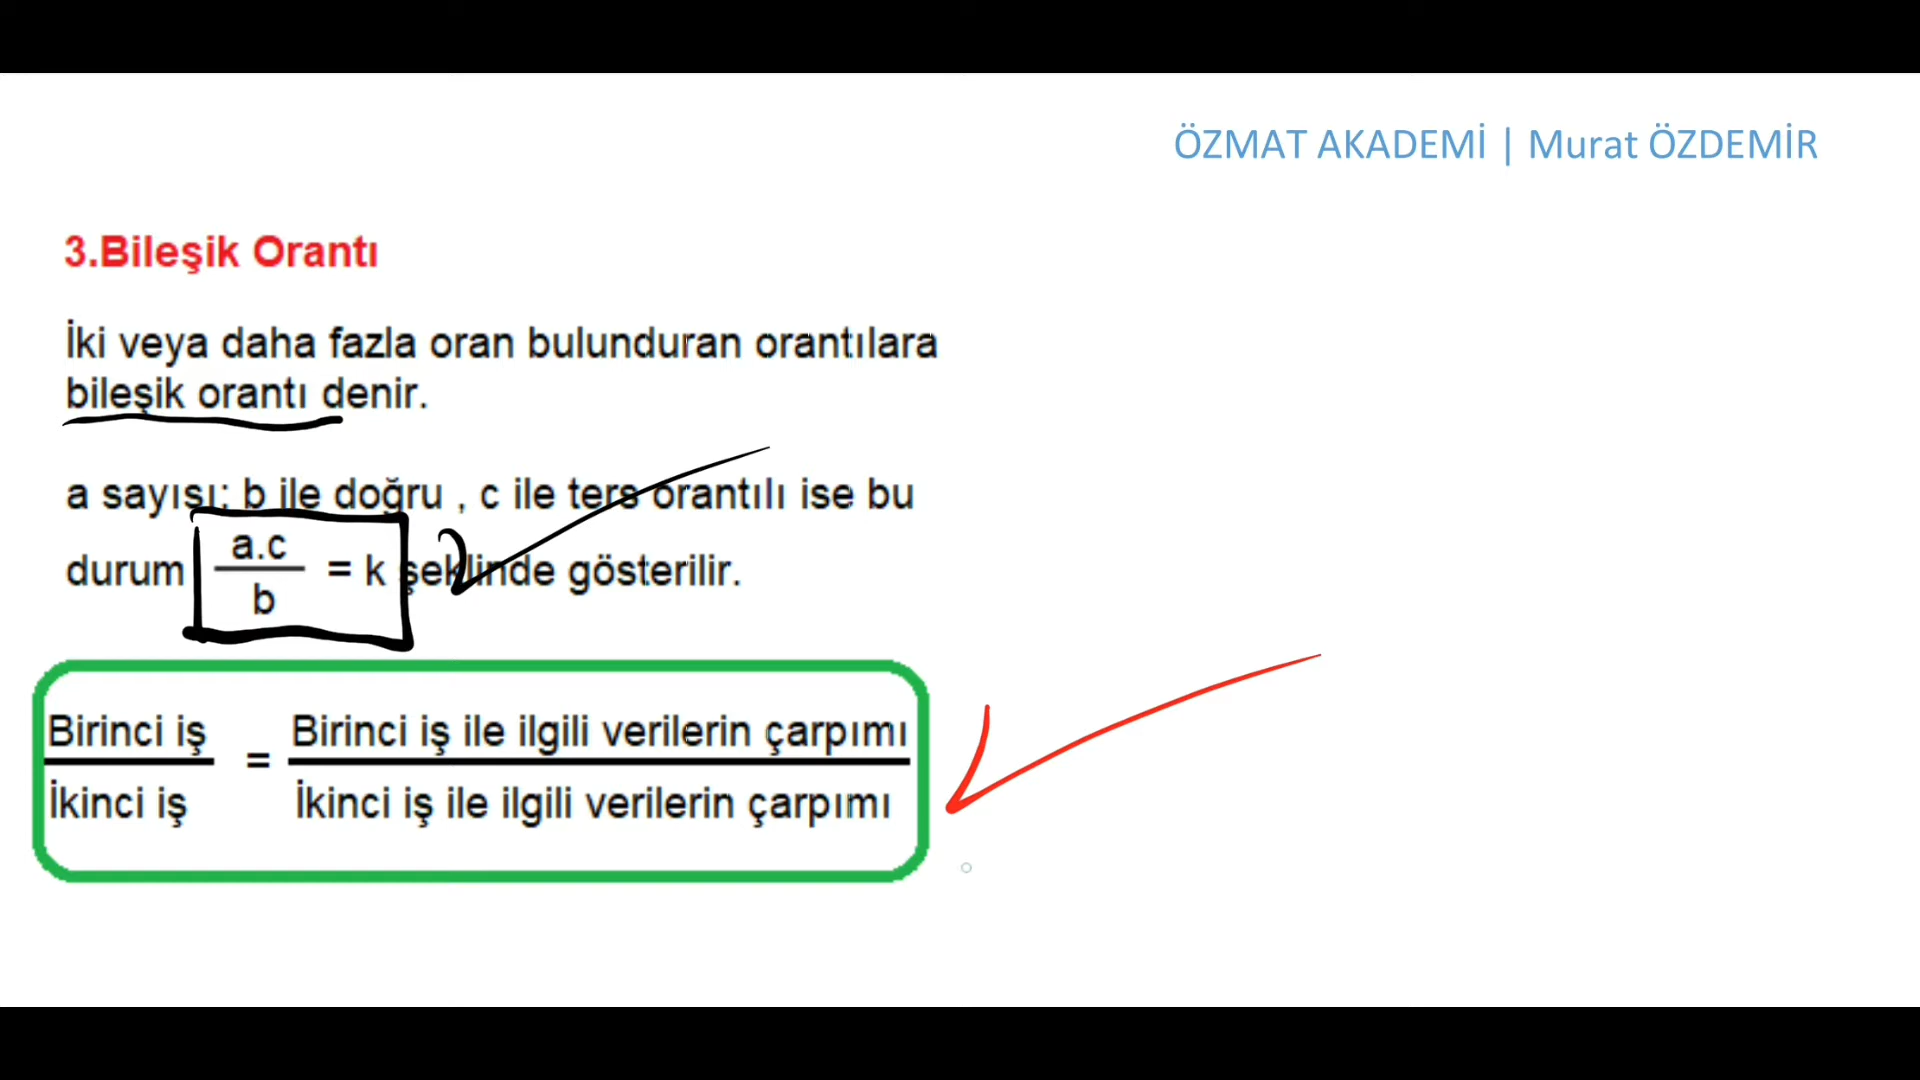 ÖZMAT AKADEMİ | Murat ÖZDEMİR
3.Bileşik Orantı
İki veya daha fazla oran bulunduran orantılara
bileşik orantı denir.
a sayısı; b ile doğru , c ile ters orantılı ise bu
durum a.c / b = k şeklinde gösterilir.
Birinci iş / İkinci iş = Birinci iş ile ilgili verilerin çarpımı / İkinci iş ile ilgili verilerin çarpımı